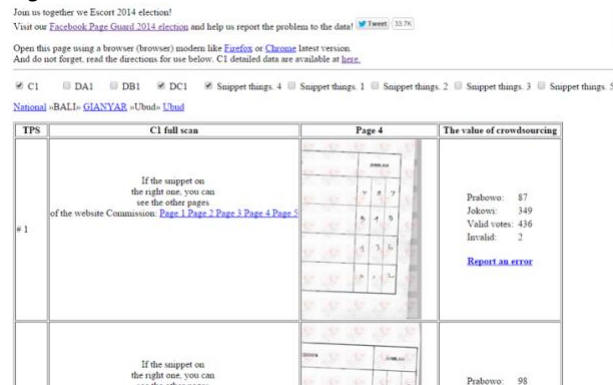 Join us together we Escort 2014 election!
Visit our Facebook Page Guard 2014 election and help us report the problem to the data! Tweet 33.7K
Open this page using a browser (browser) modern like Firefox or Chrome latest version.
And do not forget, read the directions for use below. C1 detailed data are available at here.
C1 DA1 DB1 DC1 Snippet things. 4 Snippet things. 1 Snippet things. 2 Snippet things. 3 Snippet things. 5
National »BALI» GIANYAR »Ubud» Ubud
TPS C1 full scan Page 4 The value of crowdsourcing
# 1
If the snippet on
the right one, you can
see the other pages
of the website Commission: Page 1 Page 2 Page 3 Page 4 Page 5
Prabowo: 87
Jokowi: 349
Valid votes: 436
Invalid: 2
Report an error
If the snippet on
the right one, you can
Prabowo: 98